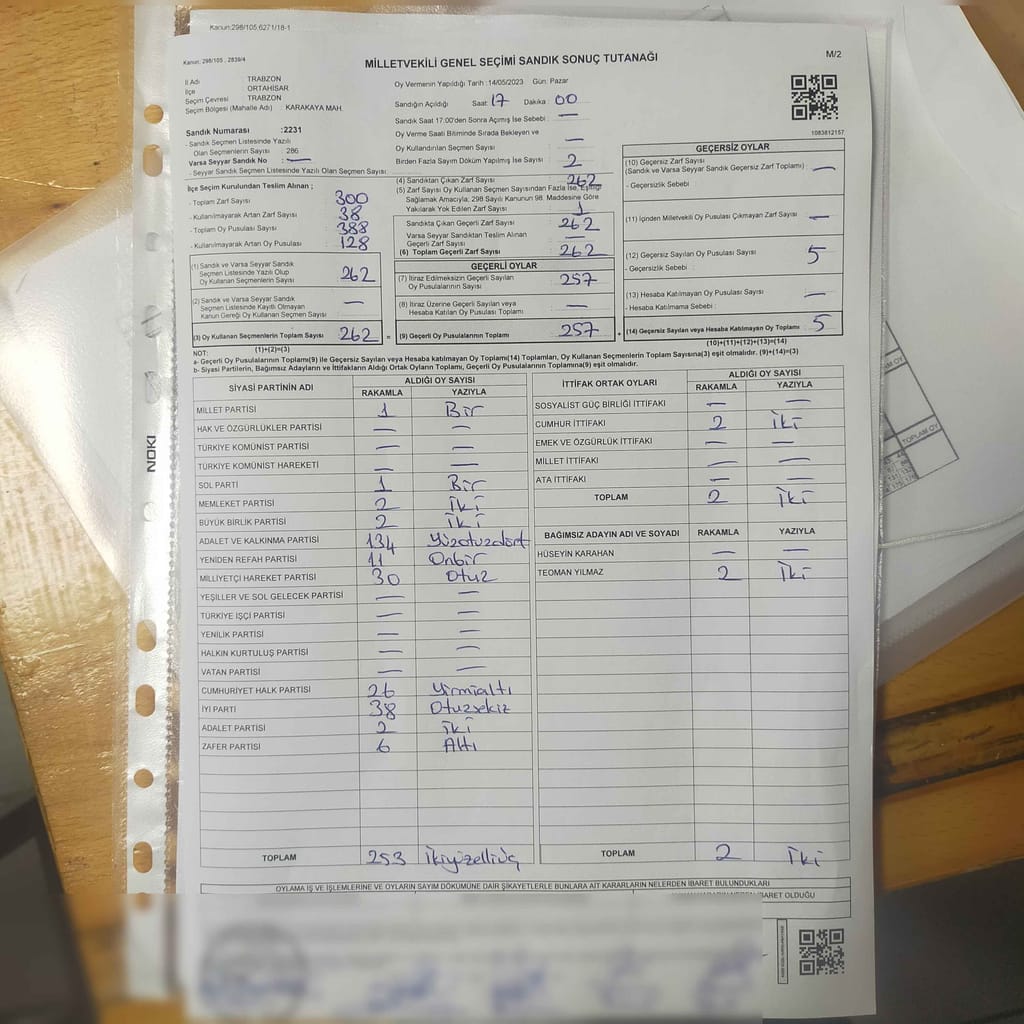 Kanun:298/105,6271/18-1
Kanun: 298/105 , 2839/4
MİLLETVEKİLİ GENEL SEÇİMİ SANDIK SONUÇ TUTANAĞI
M/2
İl Adı : TRABZON
İlçe : ORTAHİSAR
Seçim Çevresi : TRABZON
Seçim Bölgesi (Mahalle Adı) : KARAKAYA MAH.
Oy Vermenin Yapıldığı Tarih :14/05/2023 Gün: Pazar
Sandığın Açıldığı Saat: 17 Dakika : 00
Sandık Saat 17.00'den Sonra Açımış İse Sebebi : —
Oy Verme Saati Bitiminde Sırada Bekleyen ve
Oy Kullandırılan Seçmen Sayısı : —
Birden Fazla Sayım Döküm Yapılmış İse Sayısı : 2
1083812157
Sandık Numarası :2231
- Sandık Seçmen Listesinde Yazılı
Olan Seçmenlerin Sayısı : 286
Varsa Seyyar Sandık No : —
- Seyyar Sandık Seçmen Listesinde Yazılı Olan Seçmen Sayısı:
İlçe Seçim Kurulundan Teslim Alınan ;
- Toplam Zarf Sayısı : 300
- Kullanılmayarak Artan Zarf Sayısı : 38
- Toplam Oy Pusulası Sayısı : 388
- Kullanılmayarak Artan Oy Pusulası : 128
(1) Sandık ve Varsa Seyyar Sandık
Seçmen Listesinde Yazılı Olup
Oy Kullanan Seçmenlerin Sayısı : 262
(2) Sandık ve Varsa Seyyar Sandık
Seçmen Listesinde Kayıtlı Olmayan
Kanun Gereği Oy Kullanan Seçmen Sayısı : —
(3) Oy Kullanan Seçmenlerin Toplam Sayısı : 262 =
(1)+(2)=(3)
(4) Sandıktan Çıkan Zarf Sayısı : 262
(5) Zarf Sayısı Oy Kullanan Seçmen Sayısından Fazla İse, Eşitliği
Sağlamak Amacıyla, 298 Sayılı Kanunun 98. Maddesine Göre
Yakılarak Yok Edilen Zarf Sayısı : 1
Sandıkta Çıkan Geçerli Zarf Sayısı : 262
Varsa Seyyar Sandıktan Teslim Alınan
Geçerli Zarf Sayısı : —
(6) Toplam Geçerli Zarf Sayısı : 262
GEÇERLİ OYLAR
(7) İtiraz Edilmeksizin Geçerli Sayılan
Oy Pusulalarının Sayısı : 257
(8) İtiraz Üzerine Geçerli Sayılan veya
Hesaba Katılan Oy Pusulası Toplamı : —
(9) Geçerli Oy Pusulalarının Toplamı : 257 +
GEÇERSİZ OYLAR
(10) Geçersiz Zarf Sayısı
(Sandık ve Varsa Seyyar Sandık Geçersiz Zarf Toplamı) : —
- Geçersizlik Sebebi :
(11) İçinden Milletvekili Oy Pusulası Çıkmayan Zarf Sayısı : —
(12) Geçersiz Sayılan Oy Pusulası Sayısı : 5
- Geçersizlik Sebebi :
(13) Hesaba Katılmayan Oy Pusulası Sayısı : —
- Hesaba Katılmama Sebebi :
(14) Geçersiz Sayılan veya Hesaba Katılmayan Oy Toplamı : 5
(10)+(11)+(12)+(13)=(14)
NOT:
a- Geçerli Oy Pusulalarının Toplamı(9) ile Geçersiz Sayılan veya Hesaba katılmayan Oy Toplam(14) Toplamları, Oy Kullanan Seçmenlerin Toplam Sayısına(3) eşit olmalıdır. (9)+(14)=(3)
b- Siyasi Partilerin, Bağımsız Adayların ve İttifakların Aldığı Ortak Oyların Toplamı, Geçerli Oy Pusulalarının Toplamına(9) eşit olmalıdır.
SİYASİ PARTİNİN ADI ALDIĞI OY SAYISI
RAKAMLA YAZIYLA
MİLLET PARTİSİ 1 Bir
HAK VE ÖZGÜRLÜKLER PARTİSİ — —
TÜRKİYE KOMÜNİST PARTİSİ — —
TÜRKİYE KOMÜNİST HAREKETİ — —
SOL PARTİ 1 Bir
MEMLEKET PARTİSİ 2 İki
BÜYÜK BİRLİK PARTİSİ 2 İki
ADALET VE KALKINMA PARTİSİ 134 Yüzotuzdört
YENİDEN REFAH PARTİSİ 11 Onbir
MİLLİYETÇİ HAREKET PARTİSİ 30 Otuz
YEŞİLLER VE SOL GELECEK PARTİSİ — —
TÜRKİYE İŞÇİ PARTİSİ — —
YENİLİK PARTİSİ — —
HALKIN KURTULUŞ PARTİSİ — —
VATAN PARTİSİ — —
CUMHURİYET HALK PARTİSİ 26 Yirmialtı
İYİ PARTİ 38 Otuzsekiz
ADALET PARTİSİ 2 İki
ZAFER PARTİSİ 6 Altı
TOPLAM 253 İkiyüzelliüç
İTTİFAK ORTAK OYLARI ALDIĞI OY SAYISI
RAKAMLA YAZIYLA
SOSYALİST GÜÇ BİRLİĞİ İTTİFAKI — —
CUMHUR İTTİFAKI 2 İki
EMEK VE ÖZGÜRLÜK İTTİFAKI — —
MİLLET İTTİFAKI — —
ATA İTTİFAKI — —
TOPLAM 2 İki
BAĞIMSIZ ADAYIN ADI VE SOYADI RAKAMLA YAZIYLA
HÜSEYİN KARAHAN — —
TEOMAN YILMAZ 2 İki
TOPLAM 2 İki
OYLAMA İŞ VE İŞLEMLERİNE VE OYLARIN SAYIM DÖKÜMÜNE DAİR ŞİKAYETLERLE BUNLARA AİT KARARLARIN NELERDEN İBARET BULUNDUKLARI
İBARET OLDUĞU
NOKI
TOPLAM OY